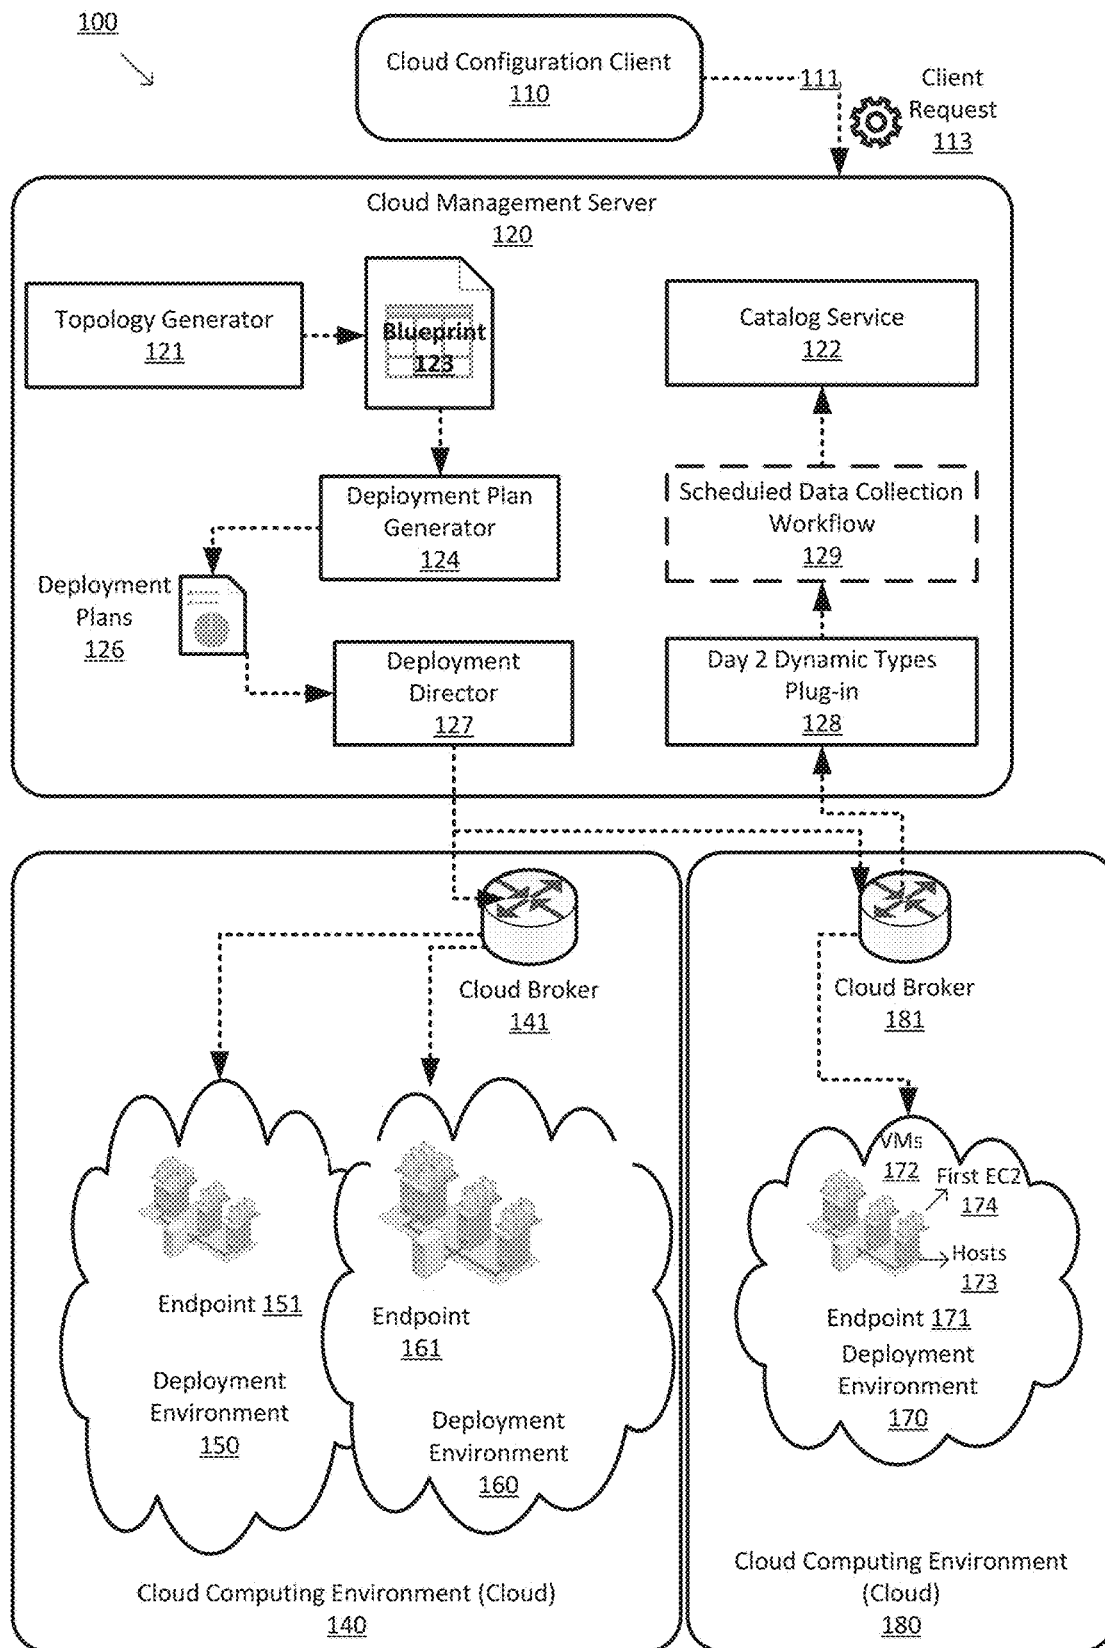 100
Cloud Configuration Client
110
111
Client
Request
113
Cloud Management Server
120
Topology Generator
121
Blueprint
123
Catalog Service
122
Deployment Plan
Generator
124
Scheduled Data Collection
Workflow
129
Deployment
Plans
126
Deployment
Director
127
Day 2 Dynamic Types
Plug-in
128
Cloud Broker
141
Cloud Broker
181
VMs
172
First EC2
174
Hosts
173
Endpoint 151
Endpoint
161
Endpoint 171
Deployment
Environment
150
Deployment
Environment
160
Deployment
Environment
170
Cloud Computing Environment (Cloud)
140
Cloud Computing Environment
(Cloud)
180